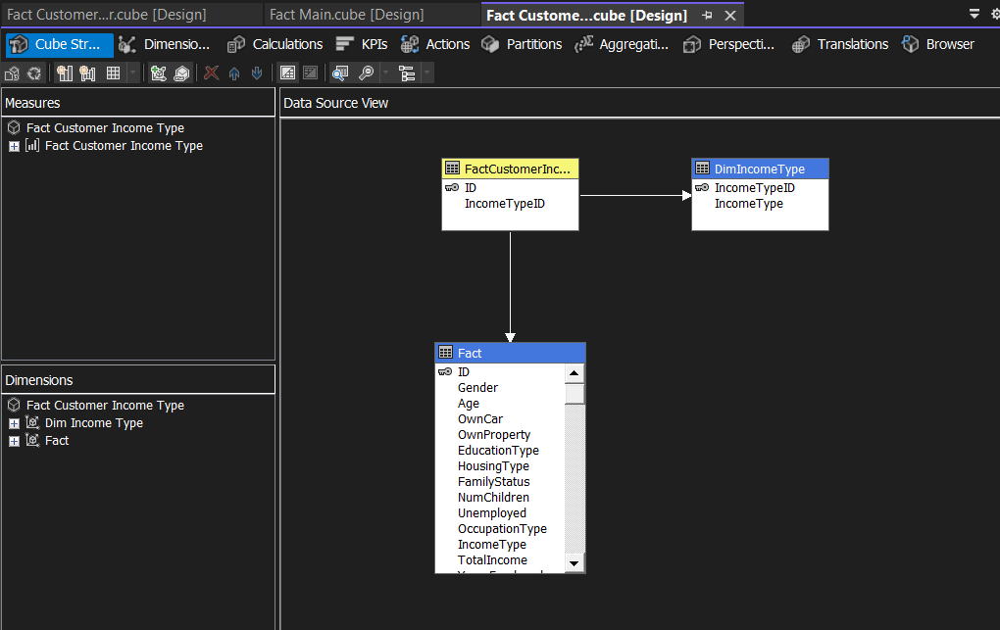 Fact Customer...r.cube [Design]
Fact Main.cube [Design]
Fact Custome...cube [Design]
Cube Str...
Dimensio...
Calculations
KPIs
Actions
Partitions
Aggregati...
Perspecti...
Translations
Browser
Measures
Fact Customer Income Type
Fact Customer Income Type
Data Source View
FactCustomerInc...
ID
IncomeTypeID
DimIncomeType
IncomeTypeID
IncomeType
Fact
ID
Gender
Age
OwnCar
OwnProperty
EducationType
HousingType
FamilyStatus
NumChildren
Unemployed
OccupationType
IncomeType
TotalIncome
Dimensions
Fact Customer Income Type
Dim Income Type
Fact